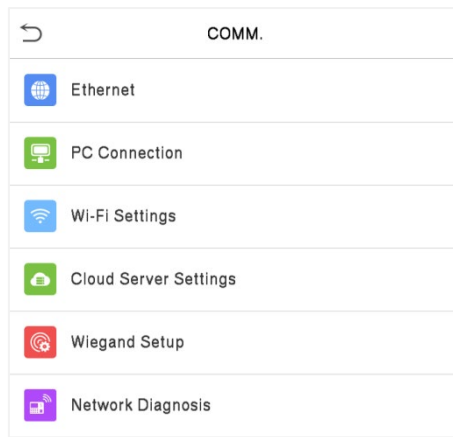 COMM.
Ethernet
PC Connection
Wi-Fi Settings
Cloud Server Settings
Wiegand Setup
Network Diagnosis